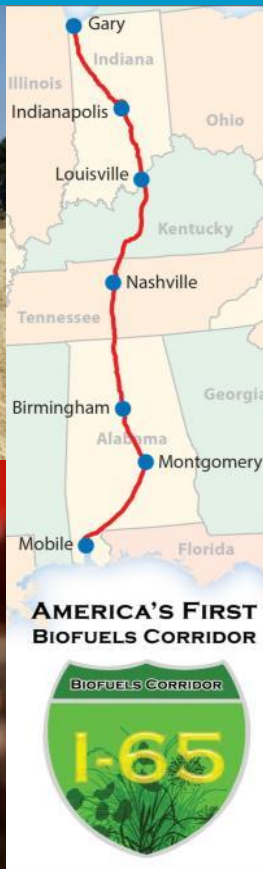 Gary
Indiana
Illinois
Indianapolis
Ohio
Louisville
Kentucky
Nashville
Tennessee
Georgia
Birmingham
Alabama
Montgomery
Mobile
Florida
AMERICA'S FIRST
BIOFUELS CORRIDOR
BIOFUELS CORRIDOR
I-65